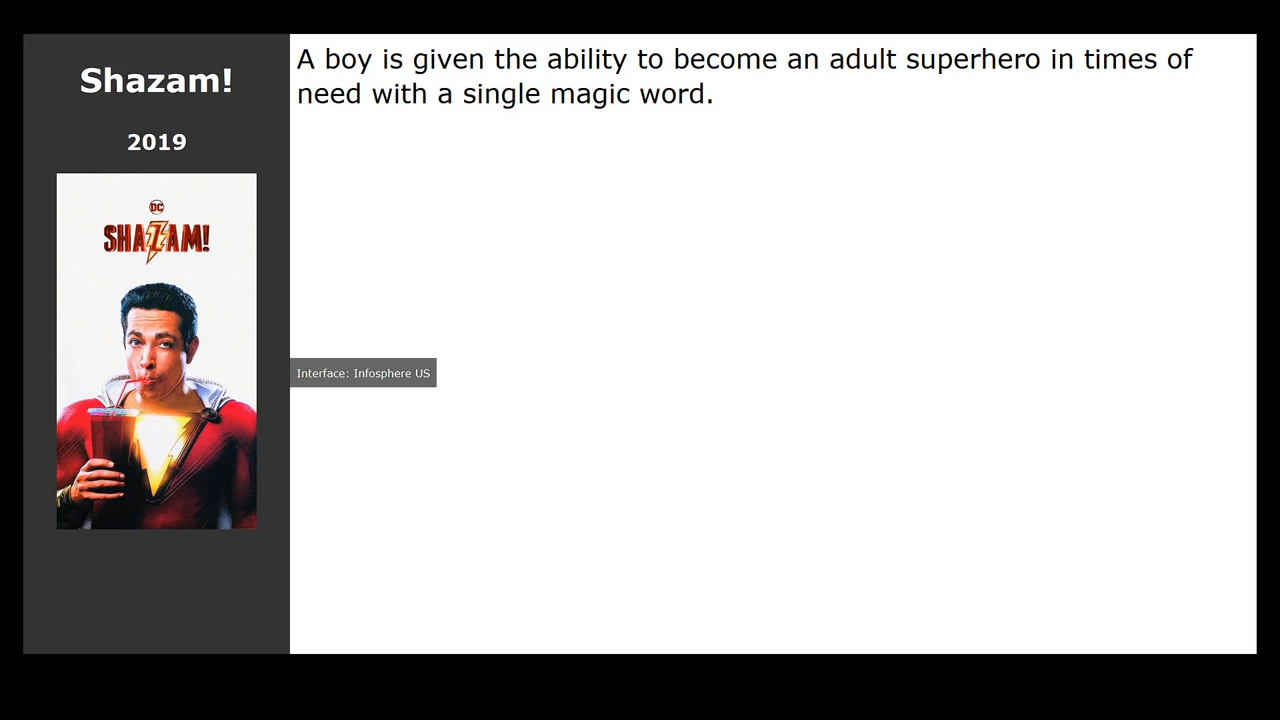 Shazam!
2019
DC
SHAZAM!
A boy is given the ability to become an adult superhero in times of
need with a single magic word.
Interface: Infosphere US